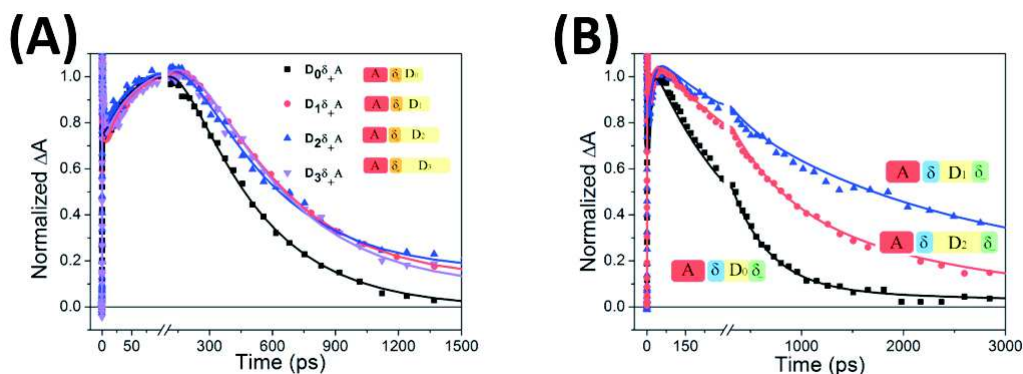 (A)
Normalized ΔA
1.0
0.8
0.6
0.4
0.2
0.0
D₀δ₊A
A δ D₀
D₁δ₊A
A δ D₁
D₂δ₊A
A δ D₂
D₃δ₊A
A δ D₃
0 50 300 600 900 1200 1500
Time (ps)
(B)
Normalized ΔA
1.0
0.8
0.6
0.4
0.2
0.0
A δ D₁ δ
A δ D₂ δ
A δ D₀ δ
0 150 1000 2000 3000
Time (ps)